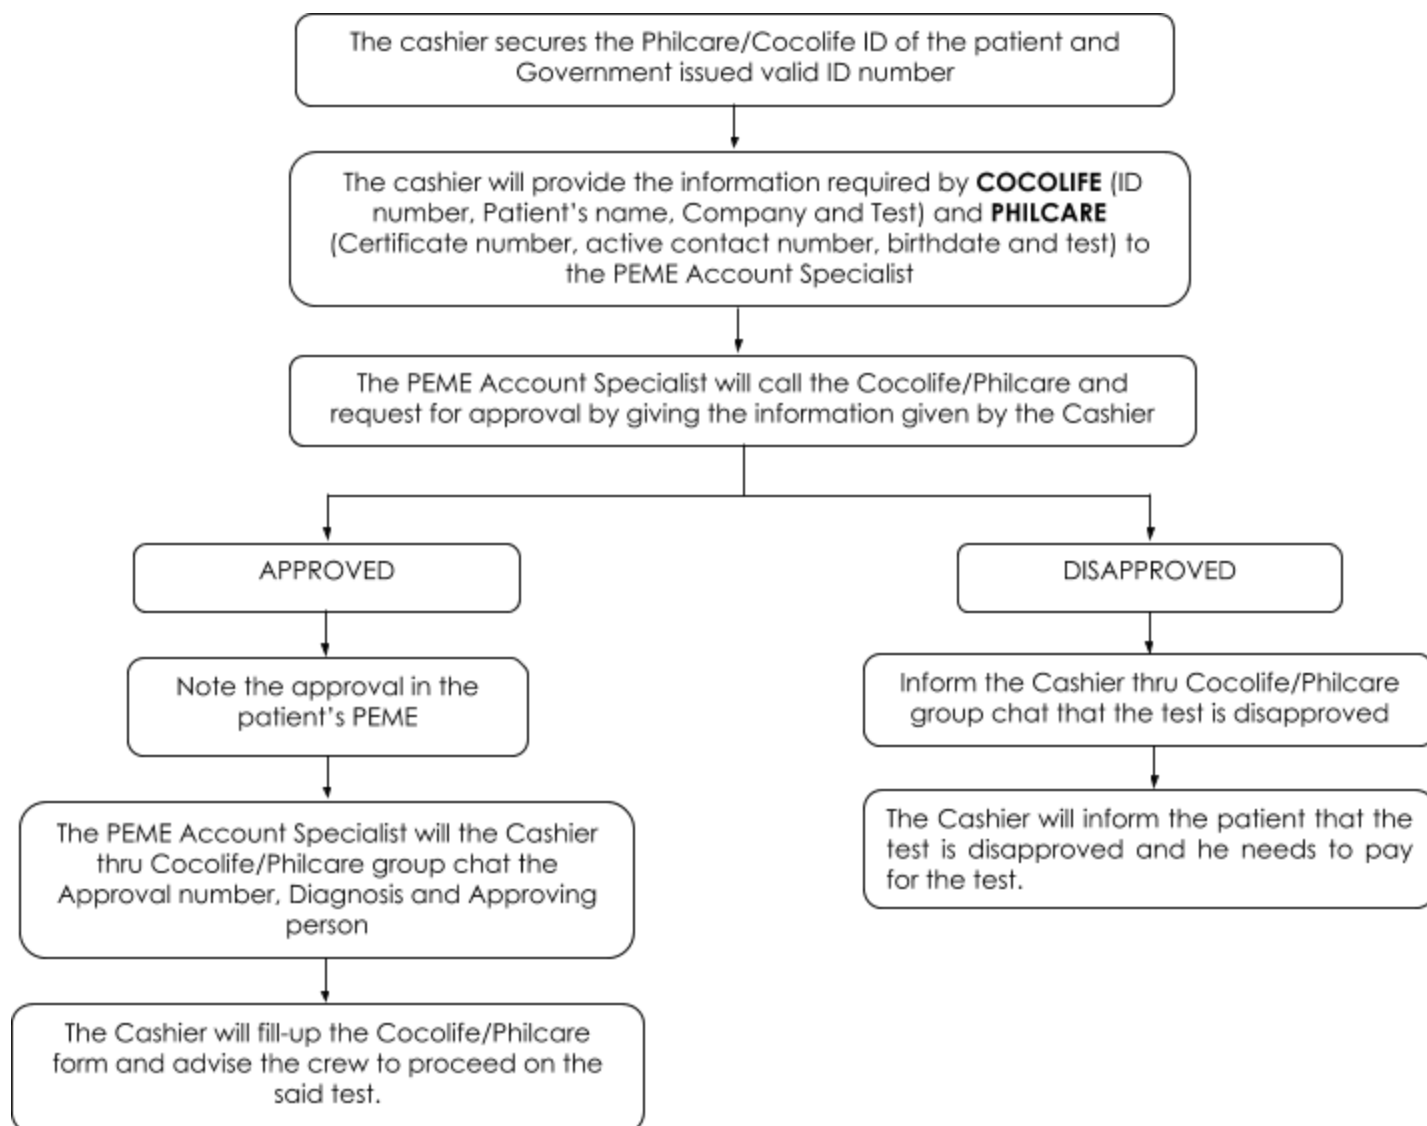 The cashier secures the Philcare/Cocolife ID of the patient and
Government issued valid ID number
The cashier will provide the information required by COCOLIFE (ID
number, Patient's name, Company and Test) and PHILCARE
(Certificate number, active contact number, birthdate and test) to
the PEME Account Specialist
The PEME Account Specialist will call the Cocolife/Philcare and
request for approval by giving the information given by the Cashier
APPROVED
Note the approval in the
patient's PEME
The PEME Account Specialist will the Cashier
thru Cocolife/Philcare group chat the
Approval number, Diagnosis and Approving
person
The Cashier will fill-up the Cocolife/Philcare
form and advise the crew to proceed on the
said test.
DISAPPROVED
Inform the Cashier thru Cocolife/Philcare
group chat that the test is disapproved
The Cashier will inform the patient that the
test is disapproved and he needs to pay
for the test.